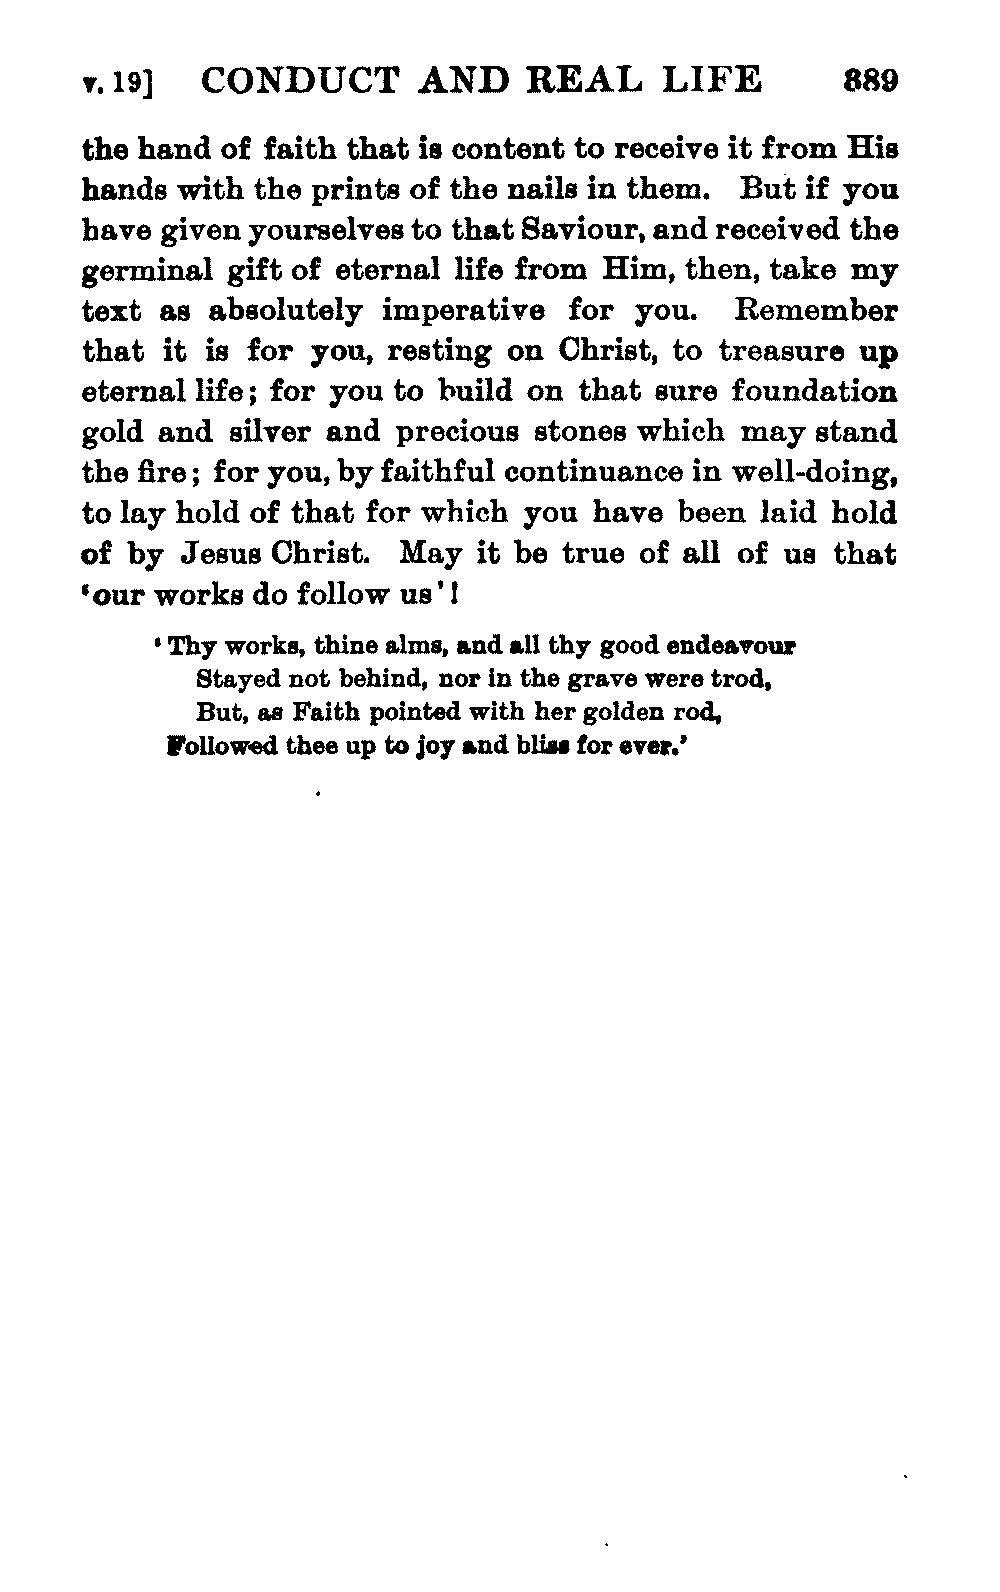 v. 19] CONDUCT AND REAL LIFE 389
the hand of faith that is content to receive it from His
hands with the prints of the nails in them. But if you
have given yourselves to that Saviour, and received the
germinal gift of eternal life from Him, then, take my
text as absolutely imperative for you. Remember
that it is for you, resting on Christ, to treasure up
eternal life; for you to build on that sure foundation
gold and silver and precious stones which may stand
the fire; for you, by faithful continuance in well-doing,
to lay hold of that for which you have been laid hold
of by Jesus Christ. May it be true of all of us that
‘our works do follow us’!
‘Thy works, thine alms, and all thy good endeavour
Stayed not behind, nor in the grave were trod,
But, as Faith pointed with her golden rod,
Followed thee up to joy and bliss for ever.’